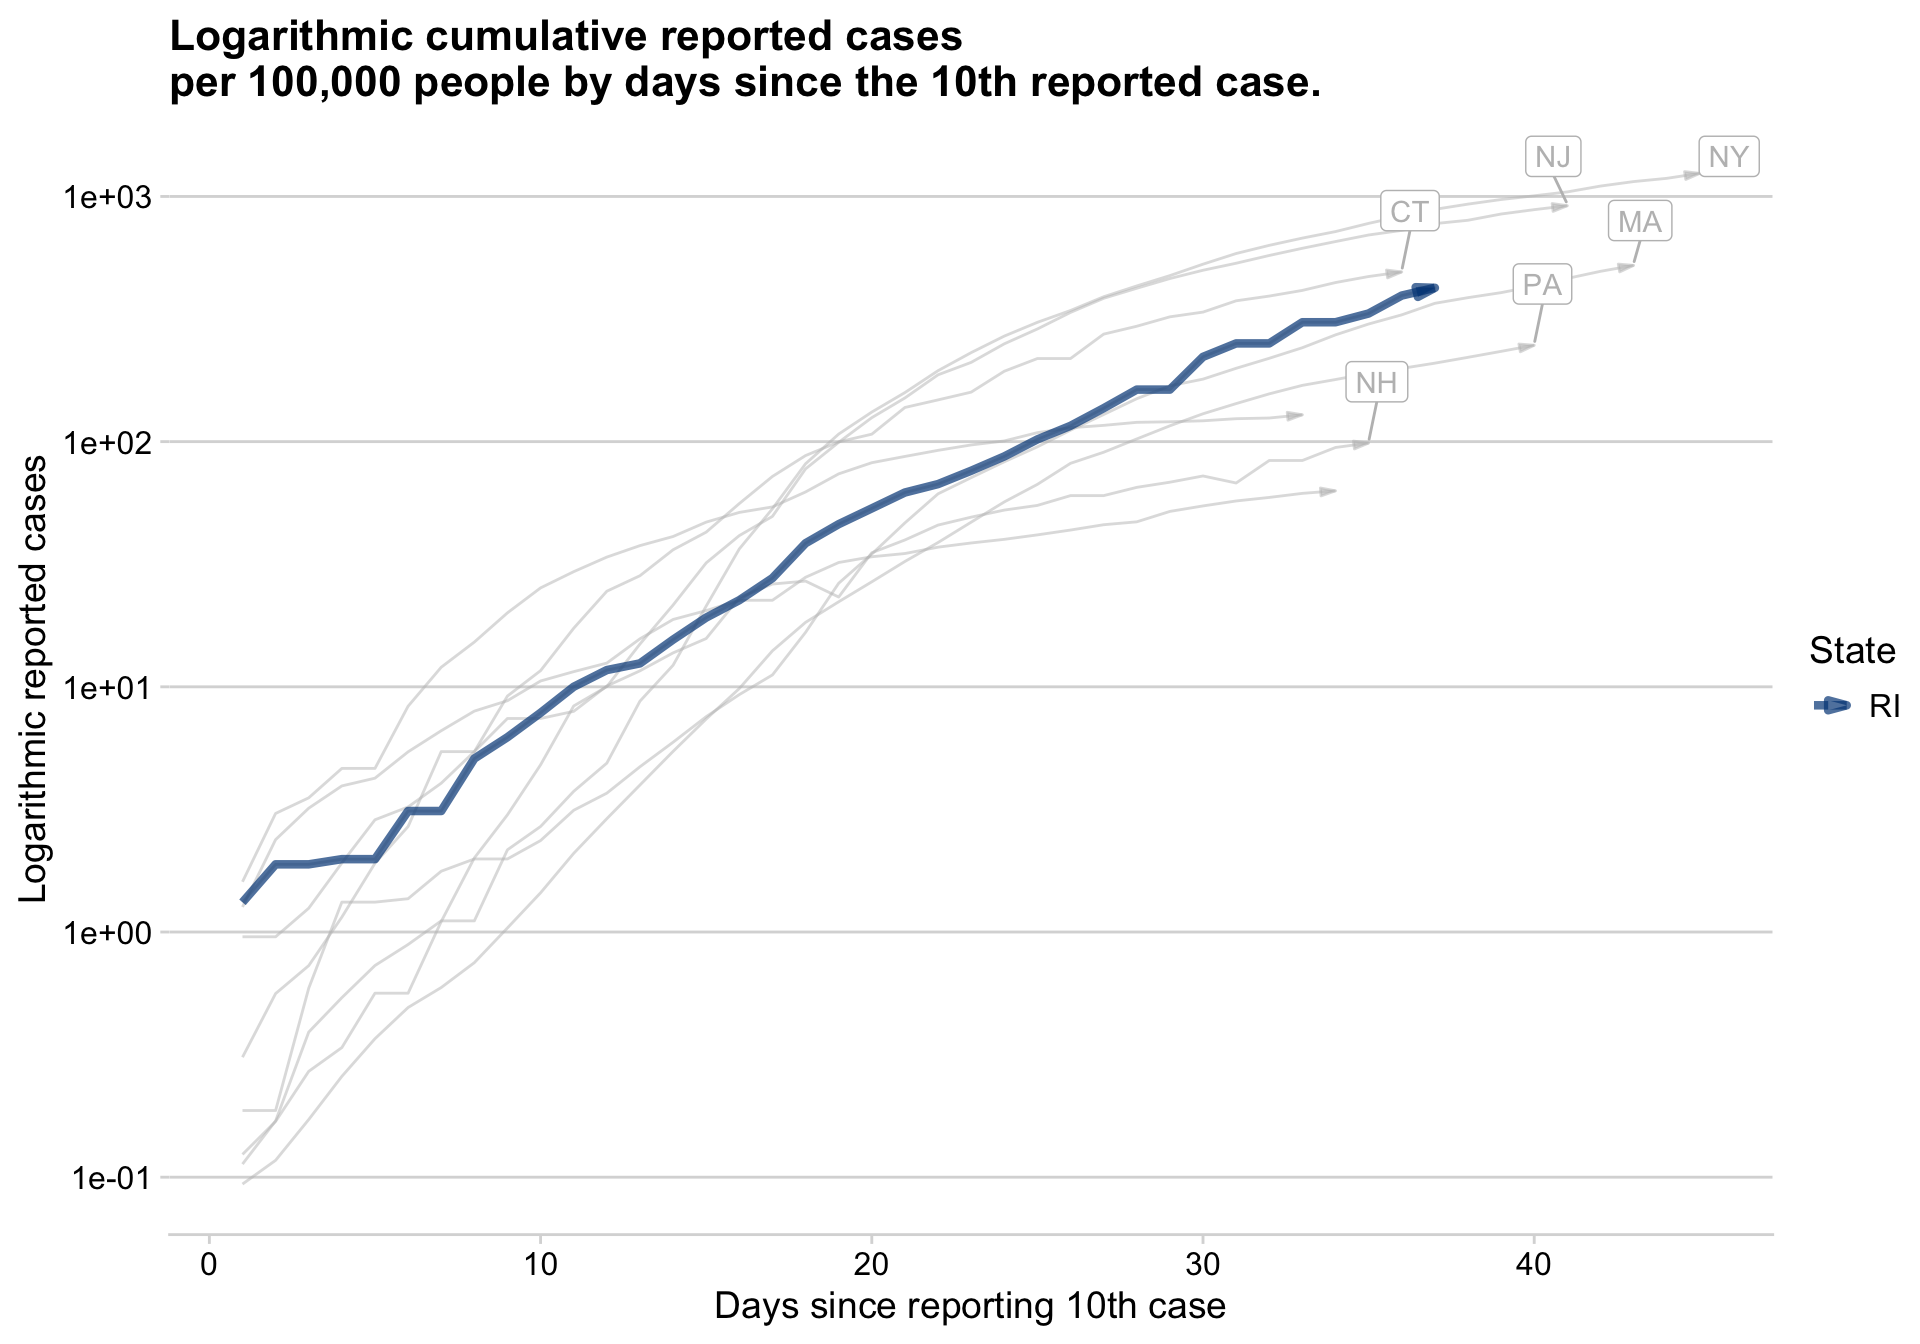 Logarithmic cumulative reported cases
per 100,000 people by days since the 10th reported case.
NJ
NY
1e+03
CT
MA
PA
NH
1e+02
Logarithmic reported cases
State
1e+01
RI
1e+00
1e-01
0
10
20
30
40
Days since reporting 10th case